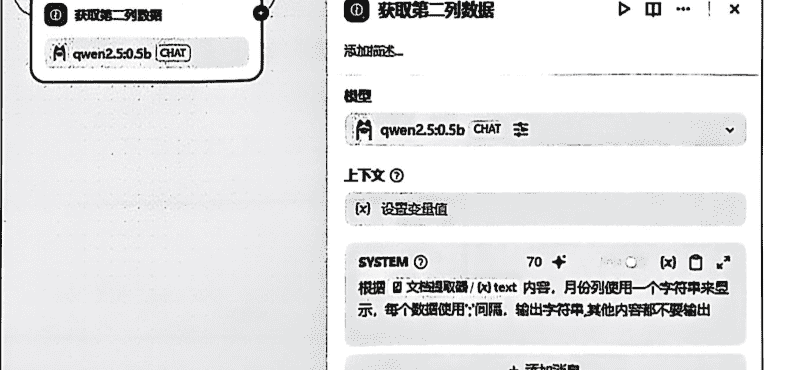 获取第二列数据
qwen2.5:0.5b CHAT
获取第二列数据
添加描述...
模型
qwen2.5:0.5b CHAT
上下文
(x) 设置变量值
SYSTEM 70 (x)
根据 文档提取器 / (x) text 内容，月份列使用一个字符串来显
示，每个数据使用';'间隔，输出字符串,其他内容都不要输出
+ 添加消息